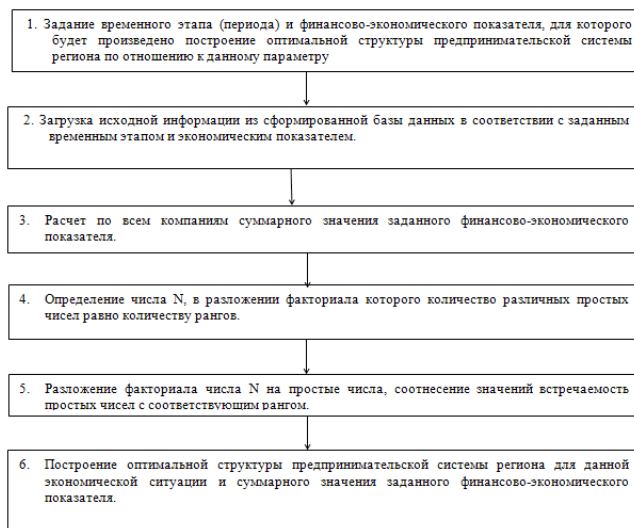 1. Задание временного этапа (периода) и финансово-экономического показателя, для которого
будет произведено построение оптимальной структуры предпринимательской системы
региона по отношению к данному параметру
2. Загрузка исходной информации из сформированной базы данных в соответствии с заданным
временным этапом и экономическим показателем.
3. Расчет по всем компаниям суммарного значения заданного финансово-экономического
показателя.
4. Определение числа N, в разложении факториала которого количество различных простых
чисел равно количеству рангов.
5. Разложение факториала числа N на простые числа, соотнесение значений встречаемость
простых чисел с соответствующим рангом.
6. Построение оптимальной структуры предпринимательской системы региона для данной
экономической ситуации и суммарного значения заданного финансово-экономического
показателя.